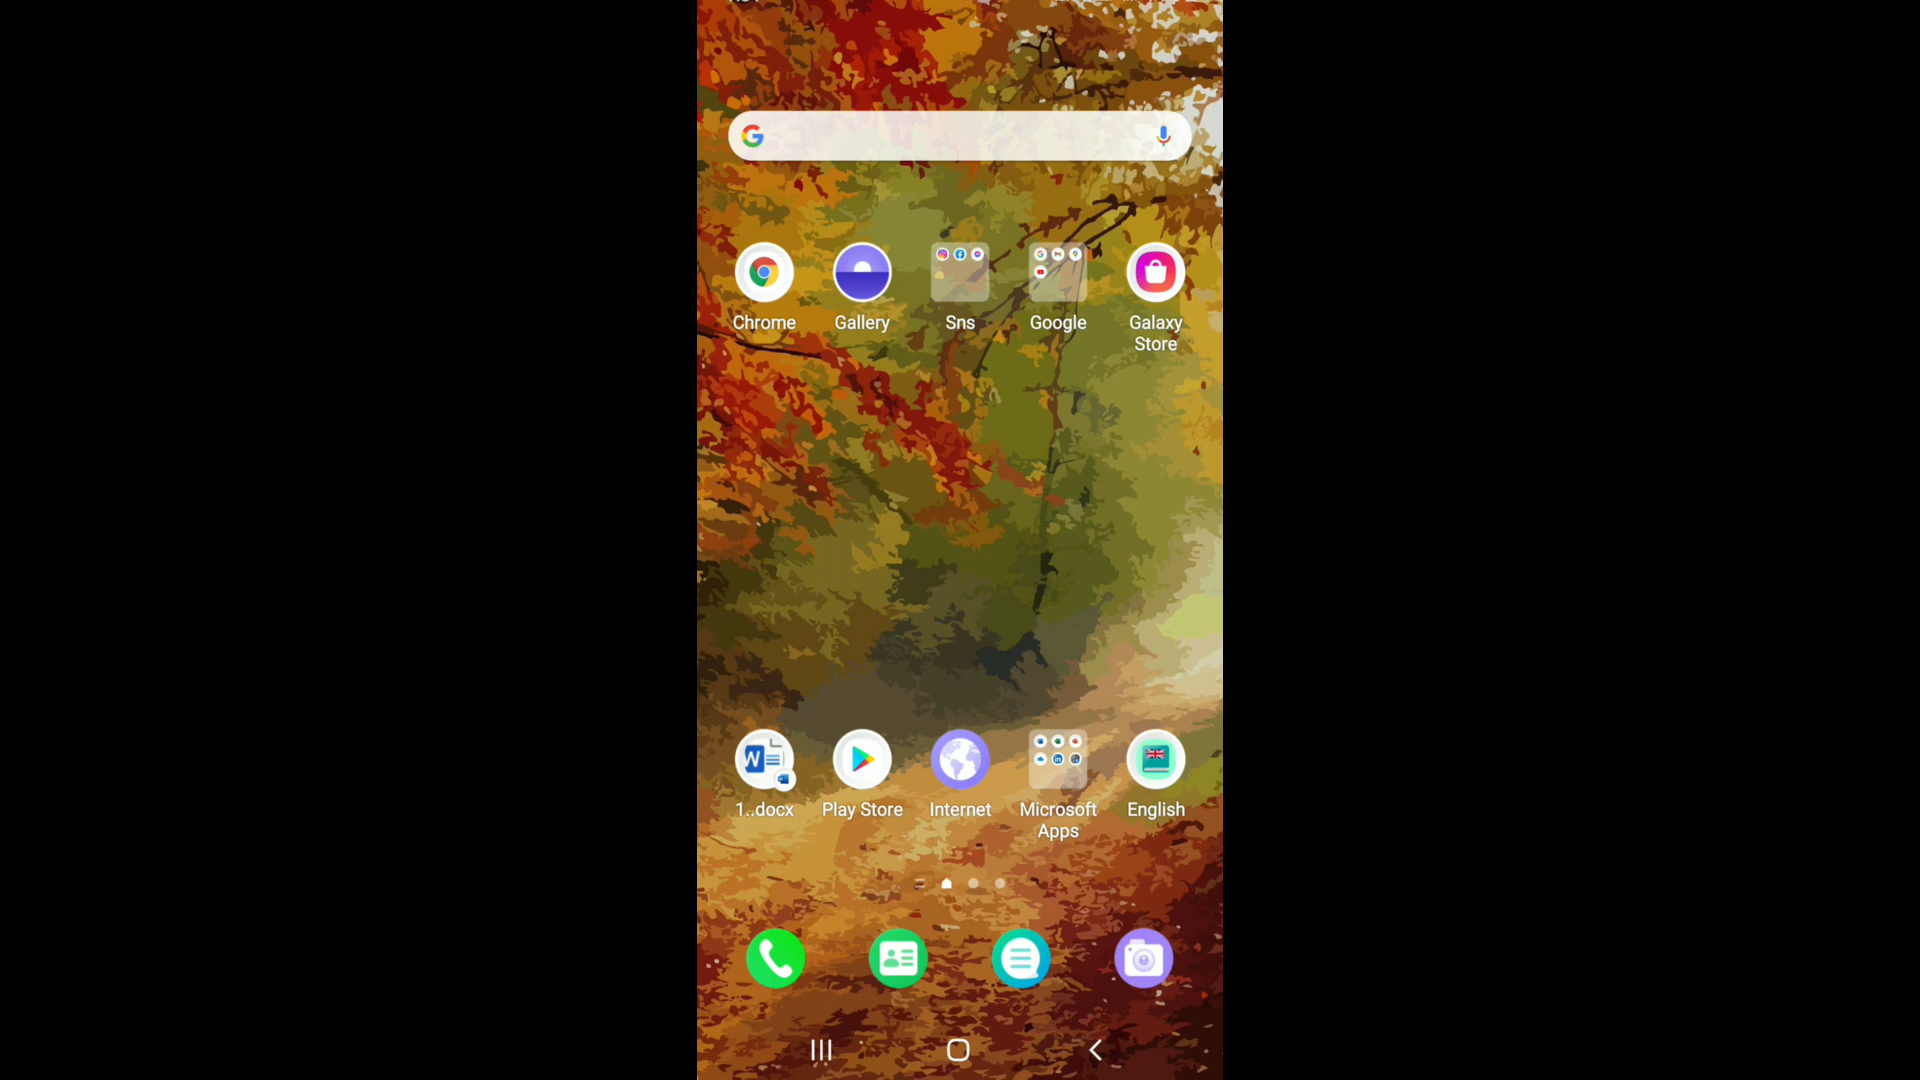 Chrome
Gallery
Sns
Google
Galaxy
Store
1..docx
Play Store
Internet
Microsoft
Apps
English